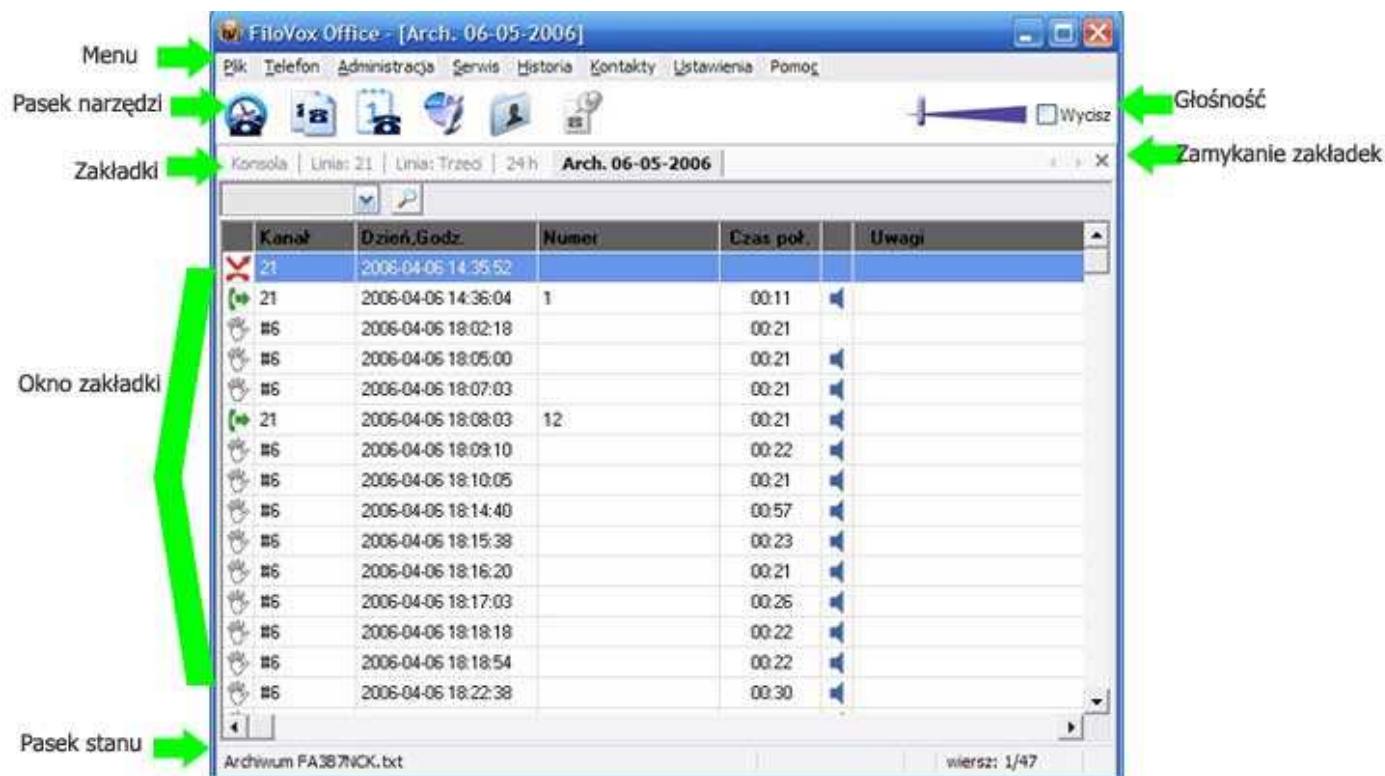 FiloVox Office - [Arch. 06-05-2006]
Menu
Plik Telefon Administracja Serwis Historia Kontakty Ustawienia Pomoc
Pasek narzędzi
Głośność
Wycisz
Zakładki
Konsola | Linia: 21 | Linia: Trzeci | 24 h Arch. 06-05-2006
Zamykanie zakładek
Kanał Dzień,Godz. Numer Czas poł. Uwagi
21 2006-04-06 14:35:52
21 2006-04-06 14:36:04 1 00:11
#6 2006-04-06 18:02:18 00:21
#6 2006-04-06 18:05:00 00:21
#6 2006-04-06 18:07:03 00:21
Okno zakładki
21 2006-04-06 18:08:03 12 00:21
#6 2006-04-06 18:09:10 00:22
#6 2006-04-06 18:10:05 00:21
#6 2006-04-06 18:14:40 00:57
#6 2006-04-06 18:15:38 00:23
#6 2006-04-06 18:16:20 00:21
#6 2006-04-06 18:17:03 00:26
#6 2006-04-06 18:18:18 00:22
#6 2006-04-06 18:18:54 00:22
#6 2006-04-06 18:22:38 00:30
Pasek stanu
Archiwum FA3B7NCK.txt wiersz: 1/47